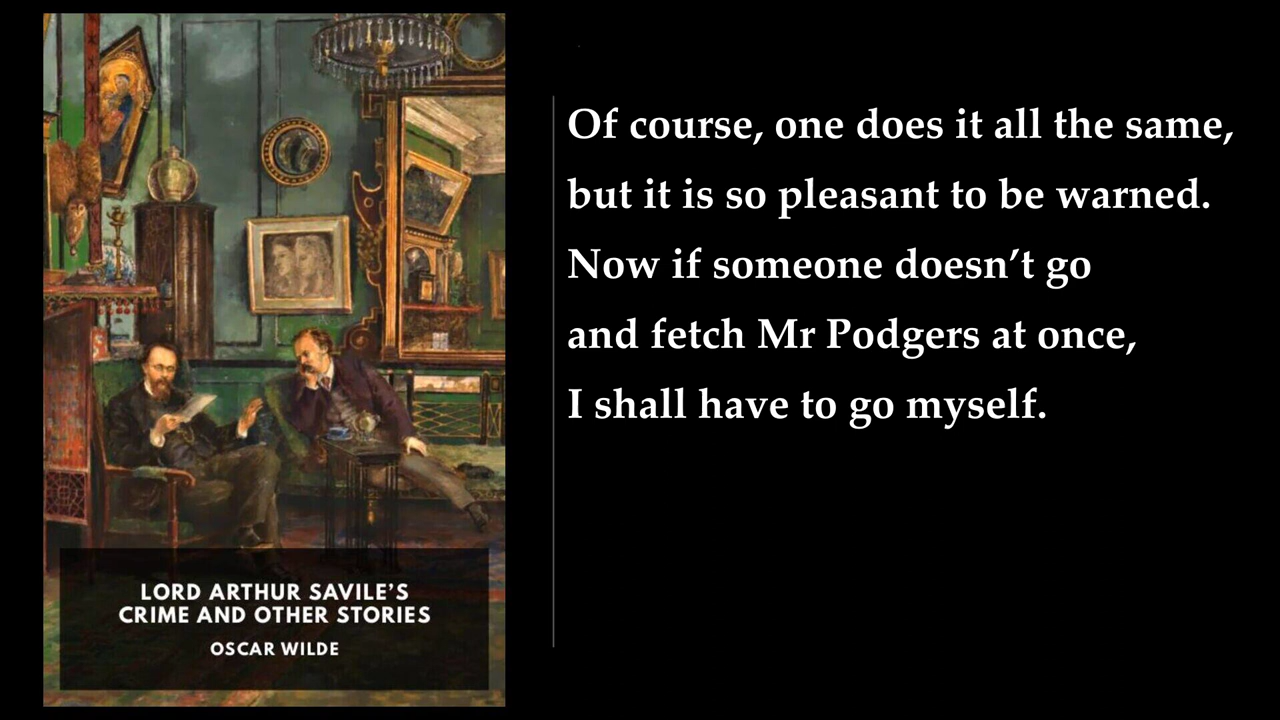 LORD ARTHUR SAVILE’S
CRIME AND OTHER STORIES
OSCAR WILDE
Of course, one does it all the same,
but it is so pleasant to be warned.
Now if someone doesn’t go
and fetch Mr Podgers at once,
I shall have to go myself.